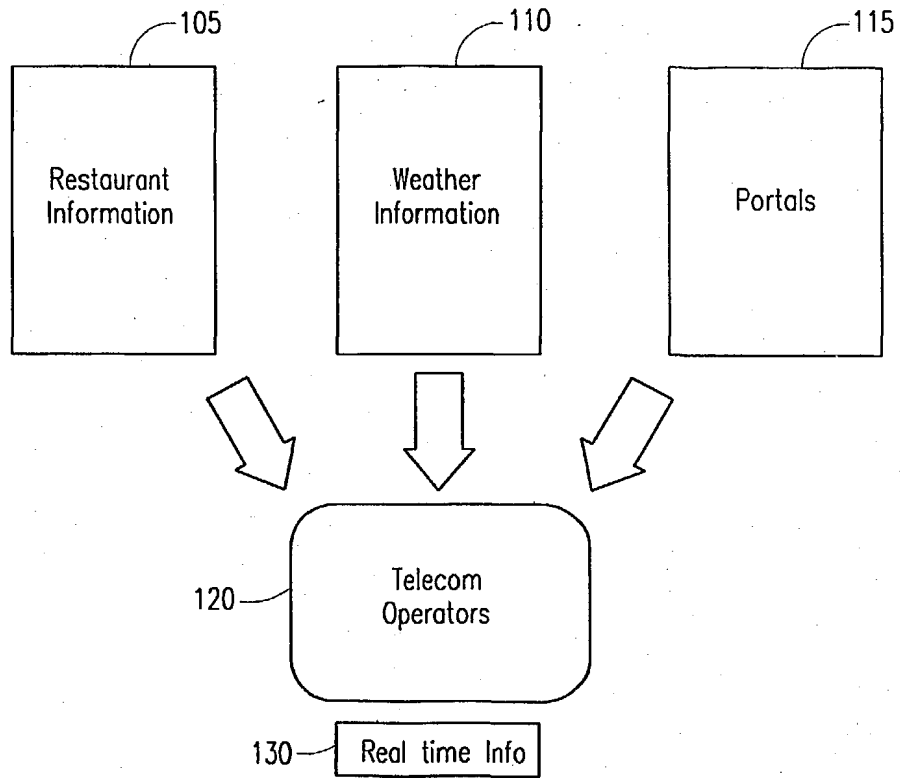 105
110
115
Restaurant
Information
Weather
Information
Portals
120
Telecom
Operators
130
Real time Info